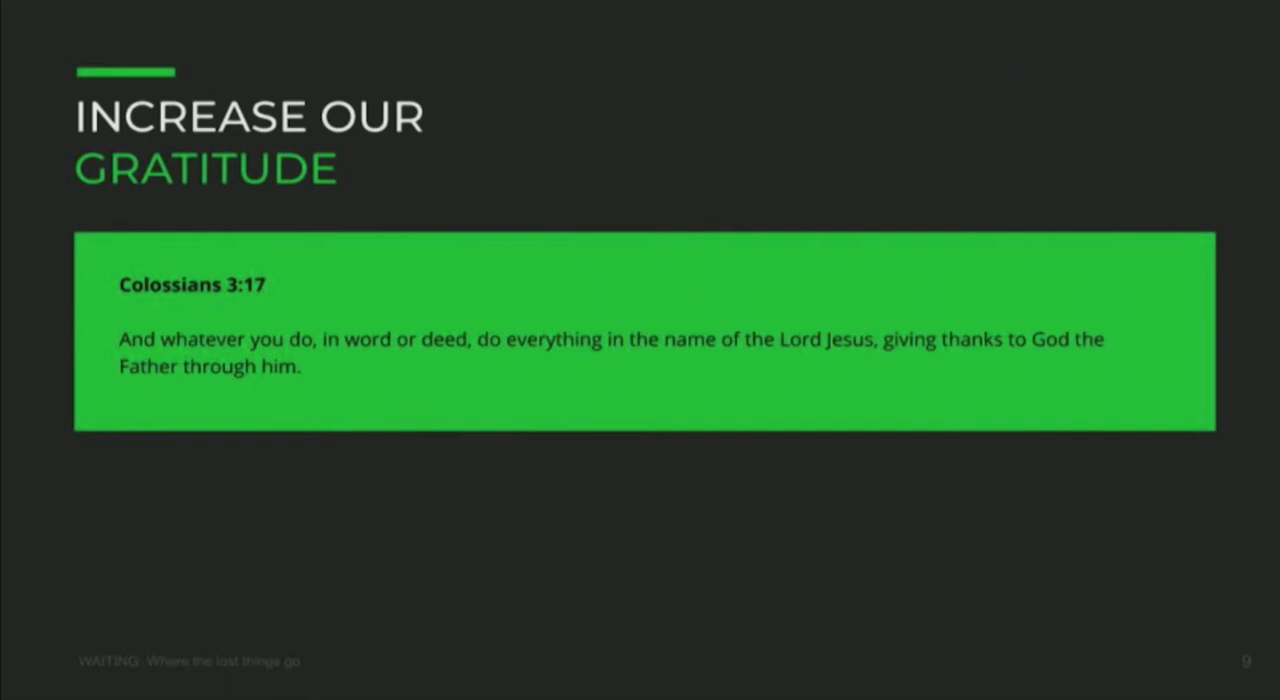 INCREASE OUR
GRATITUDE
Colossians 3:17
And whatever you do, in word or deed, do everything in the name of the Lord Jesus, giving thanks to God the
Father through him.
WAITING: Where the lost things go
9